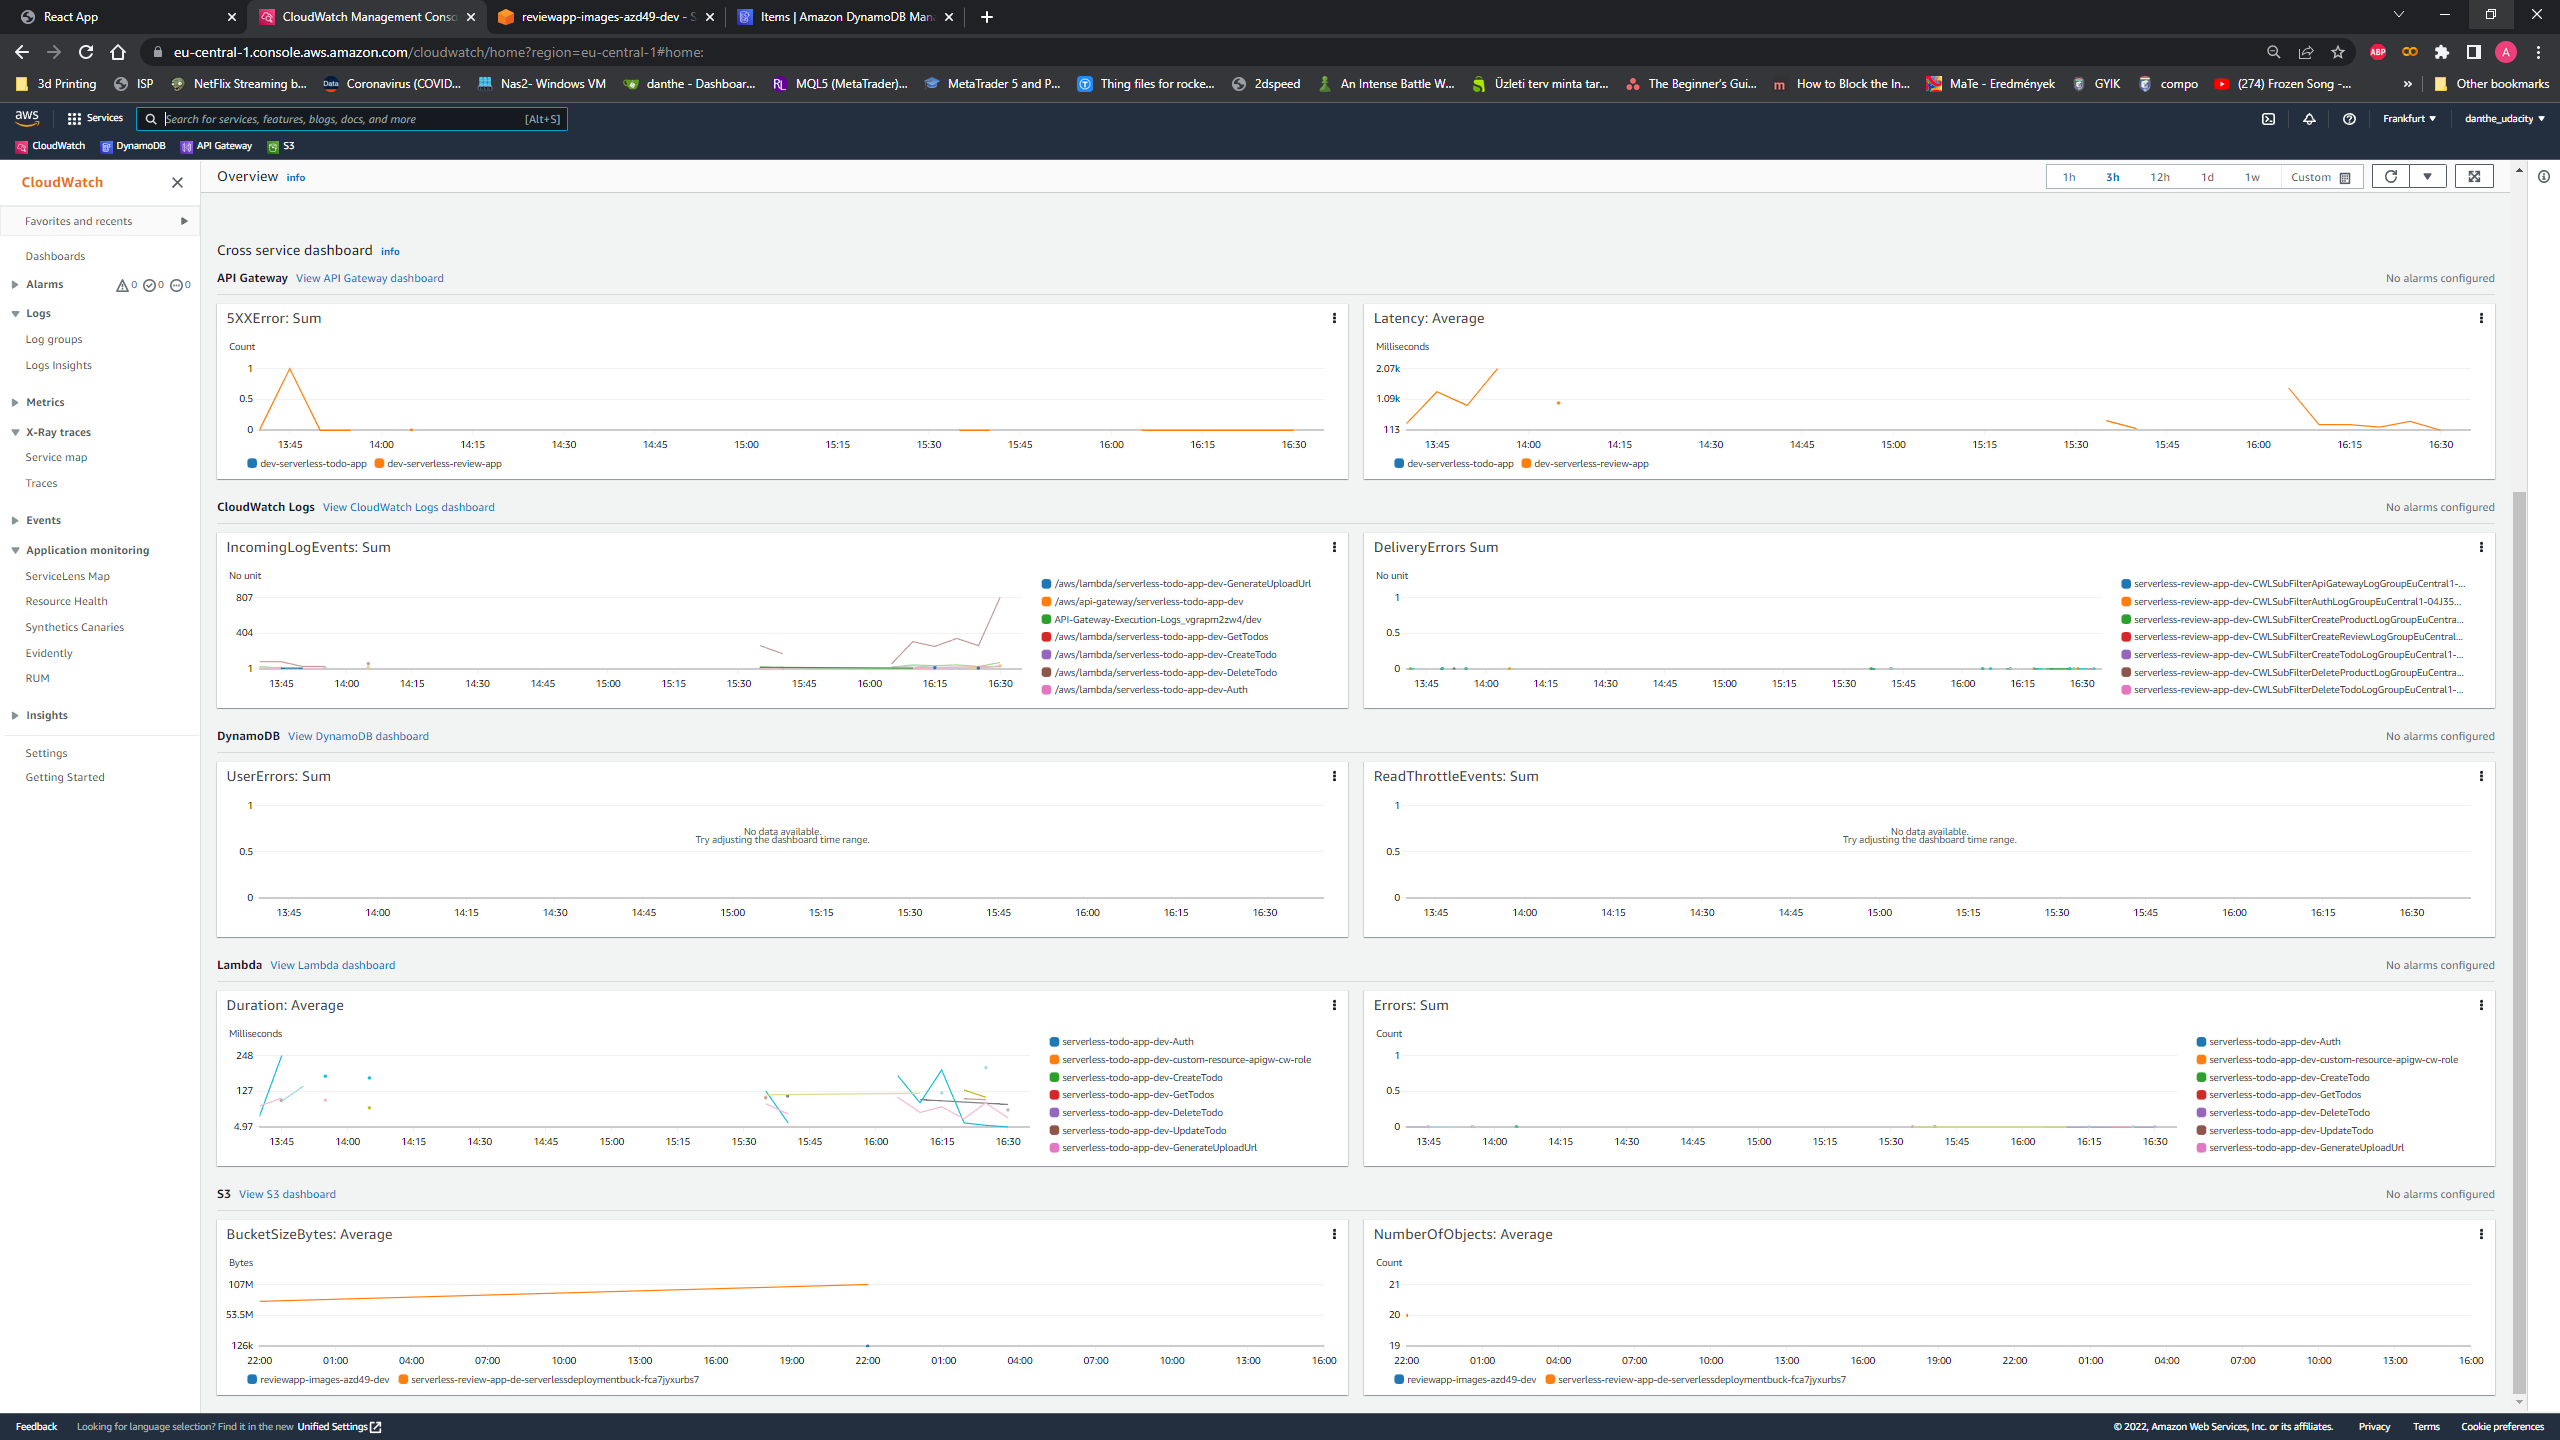 React App
CloudWatch Management Conso
reviewapp-images-azd49-dev - S
Items | Amazon DynamoDB Man
eu-central-1.console.aws.amazon.com/cloudwatch/home?region=eu-central-1#home:
ABP
A
3d Printing
ISP
NetFlix Streaming b...
Data
Coronavirus (COVID...
Nas2- Windows VM
danthe - Dashboar...
RL
MQL5 (MetaTrader)...
MetaTrader 5 and P...
Thing files for rocke...
2dspeed
An Intense Battle W...
Üzleti terv minta tar...
The Beginner's Gui...
m
How to Block the In...
MaTe - Eredmények
GYIK
compo
(274) Frozen Song -...
»
Other bookmarks
aws
Services
Search for services, features, blogs, docs, and more
[Alt+S]
Frankfurt
danthe_udacity
CloudWatch
DynamoDB
API Gateway
S3
CloudWatch
Favorites and recents
Dashboards
Alarms
0
0
0
Logs
Log groups
Logs Insights
Metrics
X-Ray traces
Service map
Traces
Events
Application monitoring
ServiceLens Map
Resource Health
Synthetics Canaries
Evidently
RUM
Insights
Settings
Getting Started
Overview info
1h 3h 12h 1d 1w Custom
Cross service dashboard info
API Gateway View API Gateway dashboard
No alarms configured
5XXError: Sum
Count
1
0.5
0
13:45 14:00 14:15 14:30 14:45 15:00 15:15 15:30 15:45 16:00 16:15 16:30
dev-serverless-todo-app dev-serverless-review-app
Latency: Average
Milliseconds
2.07k
1.09k
113
13:45 14:00 14:15 14:30 14:45 15:00 15:15 15:30 15:45 16:00 16:15 16:30
dev-serverless-todo-app dev-serverless-review-app
CloudWatch Logs View CloudWatch Logs dashboard
No alarms configured
IncomingLogEvents: Sum
No unit
807
404
1
13:45 14:00 14:15 14:30 14:45 15:00 15:15 15:30 15:45 16:00 16:15 16:30
/aws/lambda/serverless-todo-app-dev-GenerateUploadUrl
/aws/api-gateway/serverless-todo-app-dev
API-Gateway-Execution-Logs_vgrapm2zw4/dev
/aws/lambda/serverless-todo-app-dev-GetTodos
/aws/lambda/serverless-todo-app-dev-CreateTodo
/aws/lambda/serverless-todo-app-dev-DeleteTodo
/aws/lambda/serverless-todo-app-dev-Auth
DeliveryErrors Sum
No unit
1
0.5
0
13:45 14:00 14:15 14:30 14:45 15:00 15:15 15:30 15:45 16:00 16:15 16:30
serverless-review-app-dev-CWLSubFilterApiGatewayLogGroupEuCentral1-...
serverless-review-app-dev-CWLSubFilterAuthLogGroupEuCentral1-04J35...
serverless-review-app-dev-CWLSubFilterCreateProductLogGroupEuCentra...
serverless-review-app-dev-CWLSubFilterCreateReviewLogGroupEuCentral...
serverless-review-app-dev-CWLSubFilterCreateTodoLogGroupEuCentral1-...
serverless-review-app-dev-CWLSubFilterDeleteProductLogGroupEuCentra...
serverless-review-app-dev-CWLSubFilterDeleteTodoLogGroupEuCentral1-...
DynamoDB View DynamoDB dashboard
No alarms configured
UserErrors: Sum
1
0.5
0
No data available.
Try adjusting the dashboard time range.
13:45 14:00 14:15 14:30 14:45 15:00 15:15 15:30 15:45 16:00 16:15 16:30
ReadThrottleEvents: Sum
1
0.5
0
No data available.
Try adjusting the dashboard time range.
13:45 14:00 14:15 14:30 14:45 15:00 15:15 15:30 15:45 16:00 16:15 16:30
Lambda View Lambda dashboard
No alarms configured
Duration: Average
Milliseconds
248
127
4.97
13:45 14:00 14:15 14:30 14:45 15:00 15:15 15:30 15:45 16:00 16:15 16:30
serverless-todo-app-dev-Auth
serverless-todo-app-dev-custom-resource-apigw-cw-role
serverless-todo-app-dev-CreateTodo
serverless-todo-app-dev-GetTodos
serverless-todo-app-dev-DeleteTodo
serverless-todo-app-dev-UpdateTodo
serverless-todo-app-dev-GenerateUploadUrl
Errors: Sum
Count
1
0.5
0
13:45 14:00 14:15 14:30 14:45 15:00 15:15 15:30 15:45 16:00 16:15 16:30
serverless-todo-app-dev-Auth
serverless-todo-app-dev-custom-resource-apigw-cw-role
serverless-todo-app-dev-CreateTodo
serverless-todo-app-dev-GetTodos
serverless-todo-app-dev-DeleteTodo
serverless-todo-app-dev-UpdateTodo
serverless-todo-app-dev-GenerateUploadUrl
S3 View S3 dashboard
No alarms configured
BucketSizeBytes: Average
Bytes
107M
53.5M
126k
22:00 01:00 04:00 07:00 10:00 13:00 16:00 19:00 22:00 01:00 04:00 07:00 10:00 13:00 16:00
reviewapp-images-azd49-dev serverless-review-app-de-serverlessdeploymentbuck-fca7jyxurbs7
NumberOfObjects: Average
Count
21
20
19
22:00 01:00 04:00 07:00 10:00 13:00 16:00 19:00 22:00 01:00 04:00 07:00 10:00 13:00 16:00
reviewapp-images-azd49-dev serverless-review-app-de-serverlessdeploymentbuck-fca7jyxurbs7
Feedback
Looking for language selection? Find it in the new Unified Settings
© 2022, Amazon Web Services, Inc. or its affiliates.
Privacy
Terms
Cookie preferences